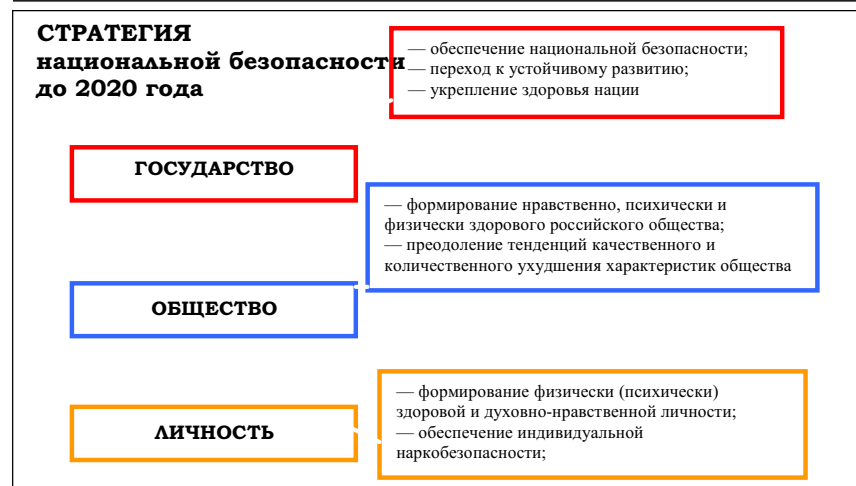 СТРАТЕГИЯ
национальной безопасности
до 2020 года
— обеспечение национальной безопасности;
— переход к устойчивому развитию;
— укрепление здоровья нации
ГОСУДАРСТВО
— формирование нравственно, психически и
физически здорового российского общества;
— преодоление тенденций качественного и
количественного ухудшения характеристик общества
ОБЩЕСТВО
— формирование физически (психически)
здоровой и духовно-нравственной личности;
— обеспечение индивидуальной
наркобезопасности;
ЛИЧНОСТЬ